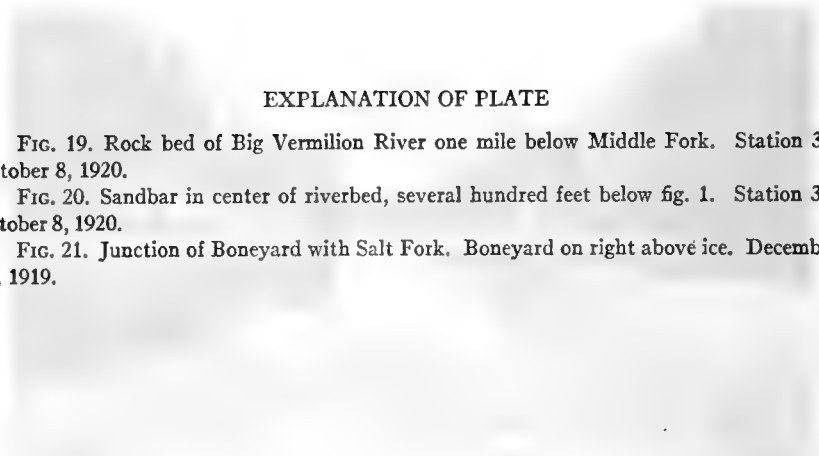 EXPLANATION OF PLATE
FIG. 19. Rock bed of Big Vermilion River one mile below Middle Fork. Station 3
tober 8, 1920.
FIG. 20. Sandbar in center of riverbed, several hundred feet below fig. 1. Station 3
tober 8, 1920.
FIG. 21. Junction of Boneyard with Salt Fork. Boneyard on right above ice. Decemb
, 1919.